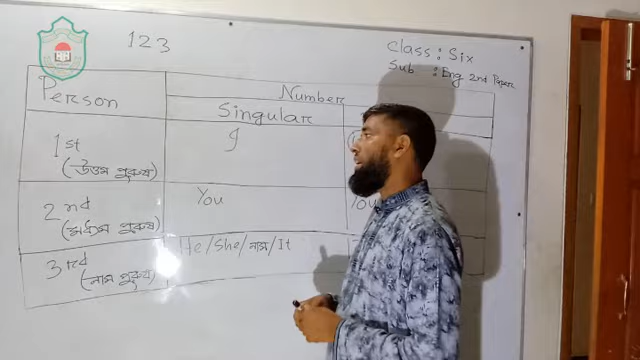 123
Class : Six
Sub : Eng 2nd Paper
Person
Number
Singular
1st
(উত্তম পুরুষ)
I
2nd
(মধ্যম পুরুষ)
You
You
3rd
(নাম পুরুষ)
He/She/নাম/It